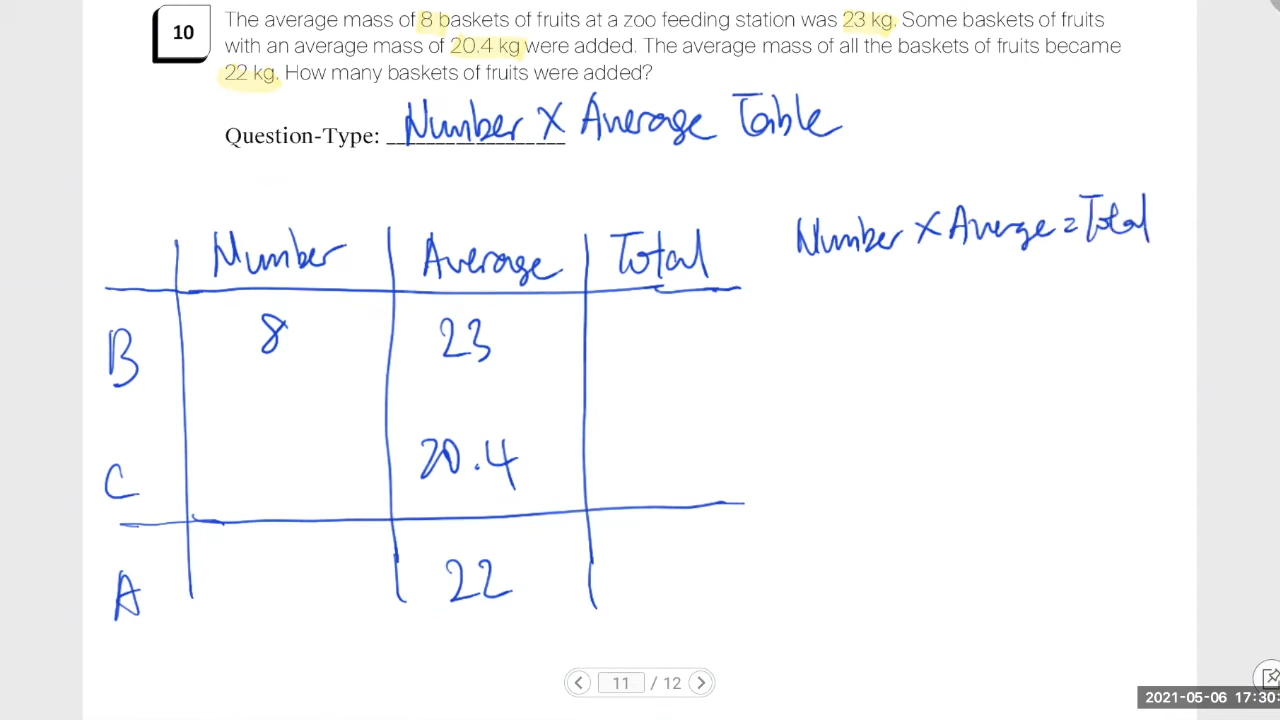 10
The average mass of 8 baskets of fruits at a zoo feeding station was 23 kg. Some baskets of fruits
with an average mass of 20.4 kg were added. The average mass of all the baskets of fruits became
22 kg. How many baskets of fruits were added?
Question-Type: Number X Average Table
Number X Average = Total
Number Average Total
B 8 23
C 20.4
A 22
11 / 12
2021-05-06 17:30: